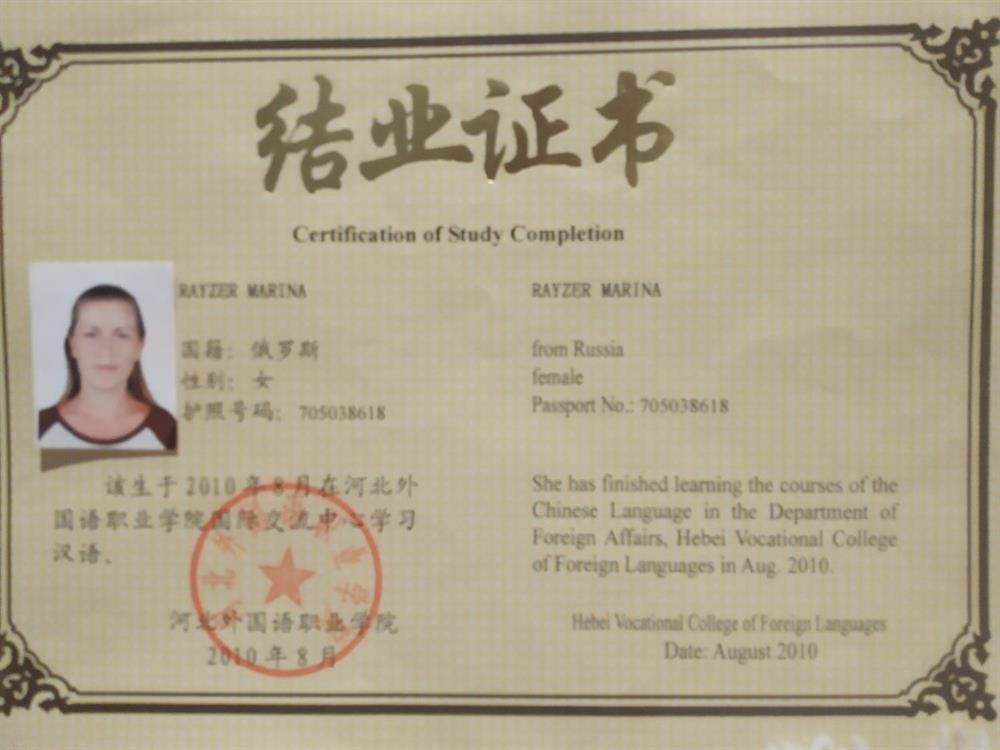 结业证书
Certification of Study Completion
RAYZER MARINA
国籍：俄罗斯
性别：女
护照号码：705038618
该生于2010年8月在河北外
国语职业学院国际交流中心学习
汉语。
河北外国语职业学院
2010年8月
RAYZER MARINA
from Russia
female
Passport No.: 705038618
She has finished learning the courses of the
Chinese Language in the Department of
Foreign Affairs, Hebei Vocational College
of Foreign Languages in Aug. 2010.
Hebei Vocational College of Foreign Languages
Date: August 2010